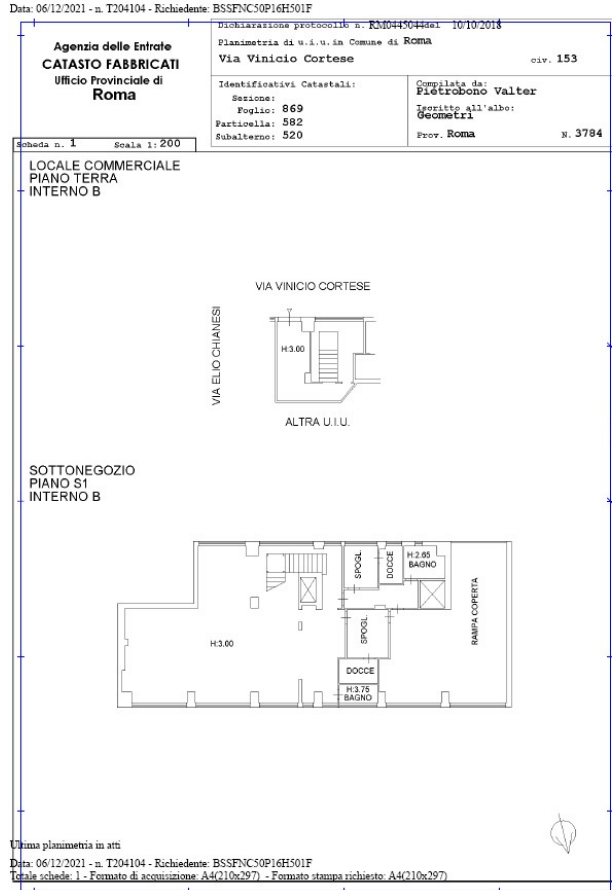 Data: 06/12/2021 - n. T204104 - Richiedente: BSSFNC50P16H501F
Agenzia delle Entrate
CATASTO FABBRICATI
Ufficio Provinciale di
Roma
Dichiarazione protocollo n. RM0445044del 10/10/2018
Planimetria di u.i.u. in Comune di Roma
Via Vinicio Cortese civ. 153
Identificativi Catastali:
Sezione:
Foglio: 869
Particella: 582
Subalterno: 520
Compilata da:
Pietrobono Valter
Iscritto all'albo:
Geometri
Prov. Roma N. 3784
Scheda n. 1 Scala 1:200
LOCALE COMMERCIALE
PIANO TERRA
INTERNO B
VIA VINICIO CORTESE
VIA ELIO CHIANESI
H:3.00
ALTRA U.I.U.
SOTTONEGOZIO
PIANO S1
INTERNO B
SPOGL.
DOCCE
H:2.65
BAGNO
RAMPA COPERTA
H:3.00
SPOGL.
DOCCE
H:3.75
BAGNO
Ultima planimetria in atti
Data: 06/12/2021 - n. T204104 - Richiedente: BSSFNC50P16H501F
Totale schede: 1 - Formato di acquisizione: A4(210x297) - Formato stampa richiesto: A4(210x297)